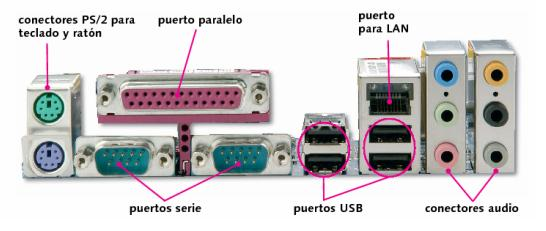 conectores PS/2 para
teclado y ratón
puerto paralelo
puerto
para LAN
puertos serie
puertos USB
conectores audio